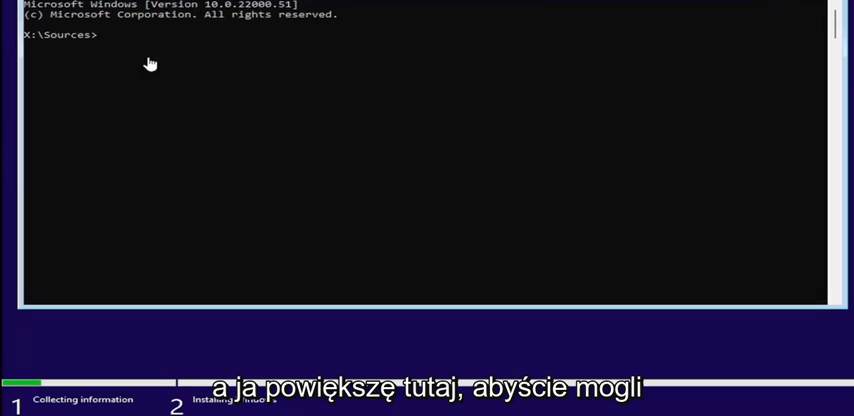 Microsoft Windows [Version 10.0.22000.51]
(c) Microsoft Corporation. All rights reserved.
X:\Sources>
a ja powiększę tutaj, abyście mogli
1 Collecting information
2 Installing